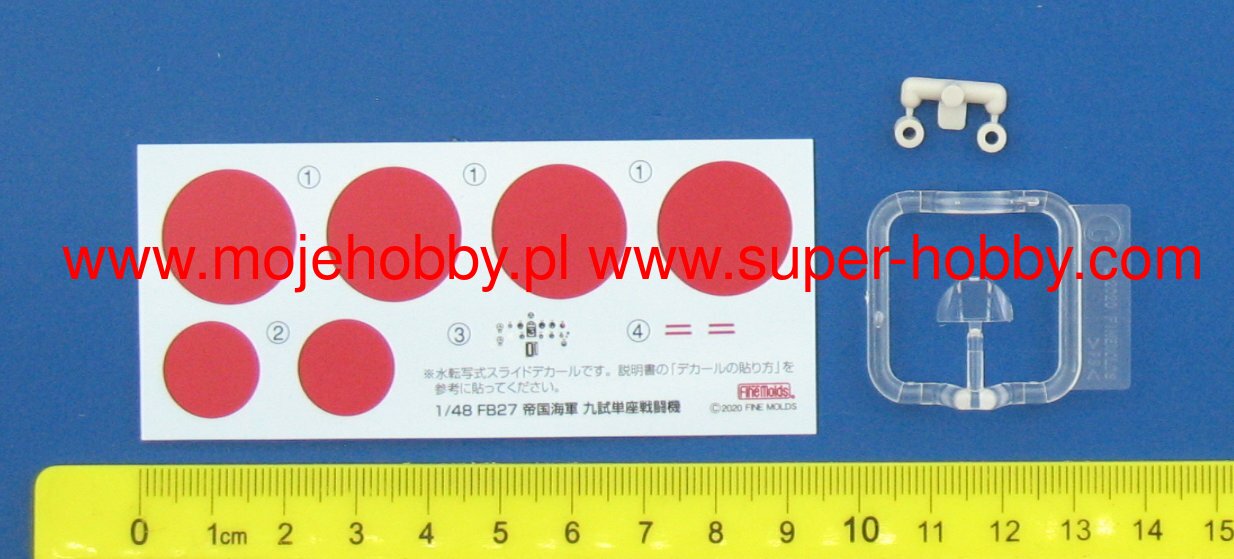 ① ① ①
www.mojehobby.pl www.super-hobby.com
② ③ ④
※水転写式スライドデカールです。説明書の「デカールの貼り方」を
参考に貼ってください。
Fine Molds
1/48 FB27 帝国海軍 九試単座戦闘機 ©2020 FINE MOLDS
0 1cm 2 3 4 5 6 7 8 9 10 11 12 13 14 15